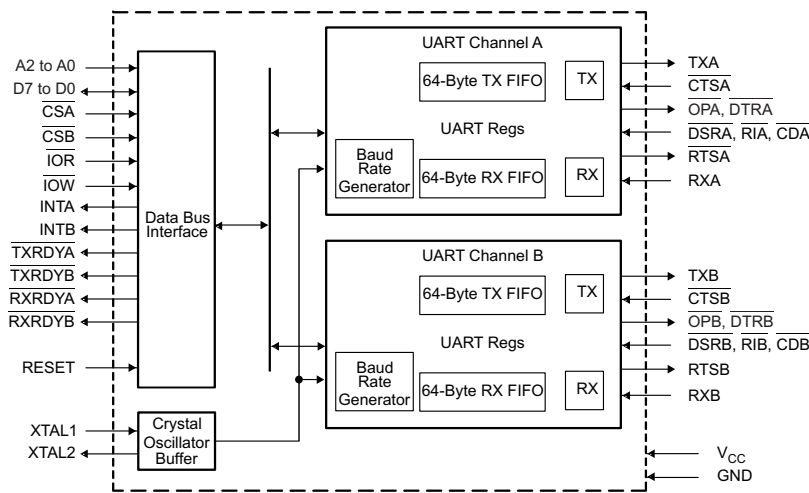 A2 to A0
D7 to D0
CSA
CSB
IOR
IOW
INTA
INTB
TXRDYA
TXRDYB
RXRDYA
RXRDYB
RESET
XTAL1
XTAL2
Data Bus
Interface
Crystal
Oscillator
Buffer
UART Channel A
64-Byte TX FIFO
TX
UART Regs
Baud
Rate
Generator
64-Byte RX FIFO
RX
UART Channel B
64-Byte TX FIFO
TX
UART Regs
Baud
Rate
Generator
64-Byte RX FIFO
RX
TXA
CTSA
OPA, DTRA
DSRA, RIA, CDA
RTSA
RXA
TXB
CTSB
OPB, DTRB
DSRB, RIB, CDB
RTSB
RXB
VCC
GND